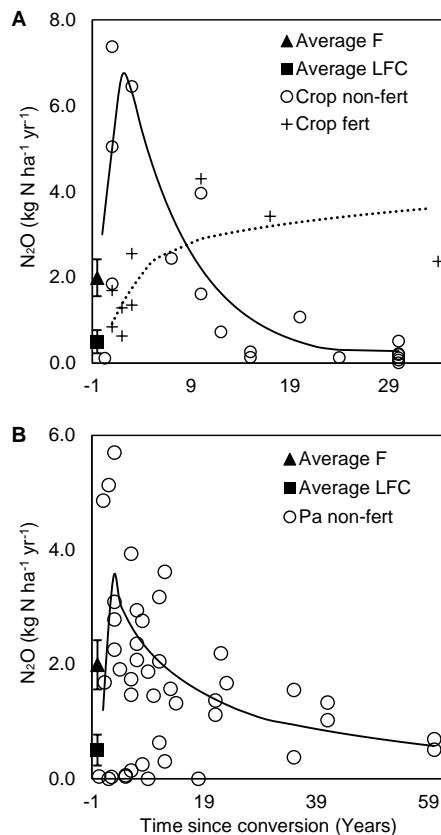 A
8.0
▲ Average F
■ Average LFC
○ Crop non-fert
+ Crop fert
6.0
4.0
2.0
0.0
N₂O (kg N ha⁻¹ yr⁻¹)
-1 9 19 29
B
6.0
▲ Average F
■ Average LFC
○ Pa non-fert
4.0
2.0
0.0
N₂O (kg N ha⁻¹ yr⁻¹)
-1 19 39 59
Time since conversion (Years)